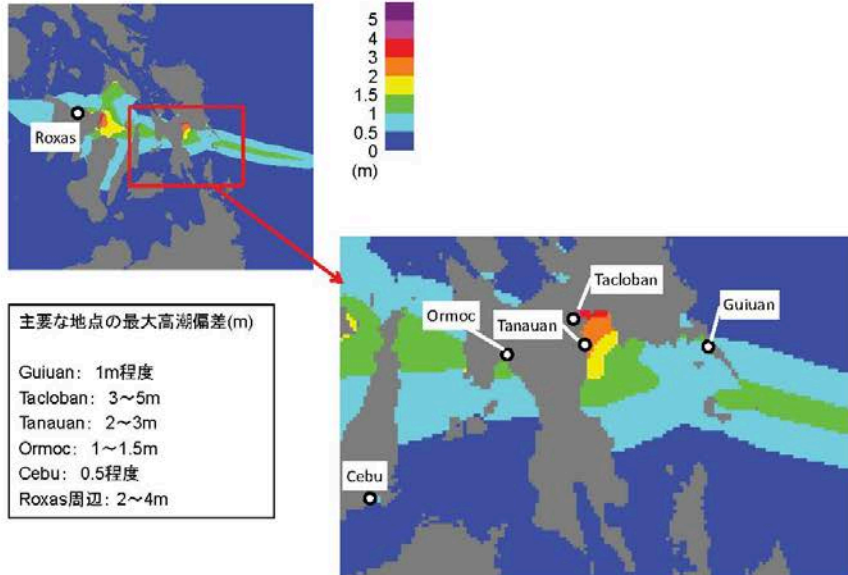 5
4
3
2
1.5
1
0.5
0
(m)
Roxas
主要な地点の最大高潮偏差(m)
Guiuan: 1m程度
Tacloban: 3～5m
Tanauan: 2～3m
Ormoc: 1～1.5m
Cebu: 0.5程度
Roxas周辺: 2～4m
Tacloban
Guiuan
Ormoc
Tanauan
Cebu